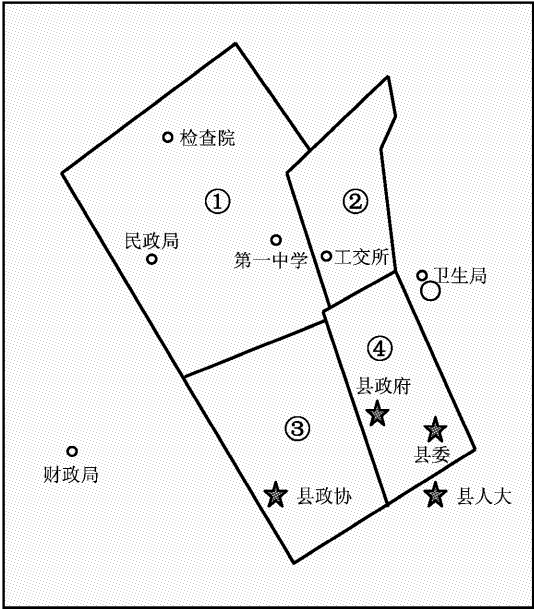 检查院
①
②
民政局
第一中学
工交所
卫生局
④
县政府
③
县委
财政局
县政协
县人大